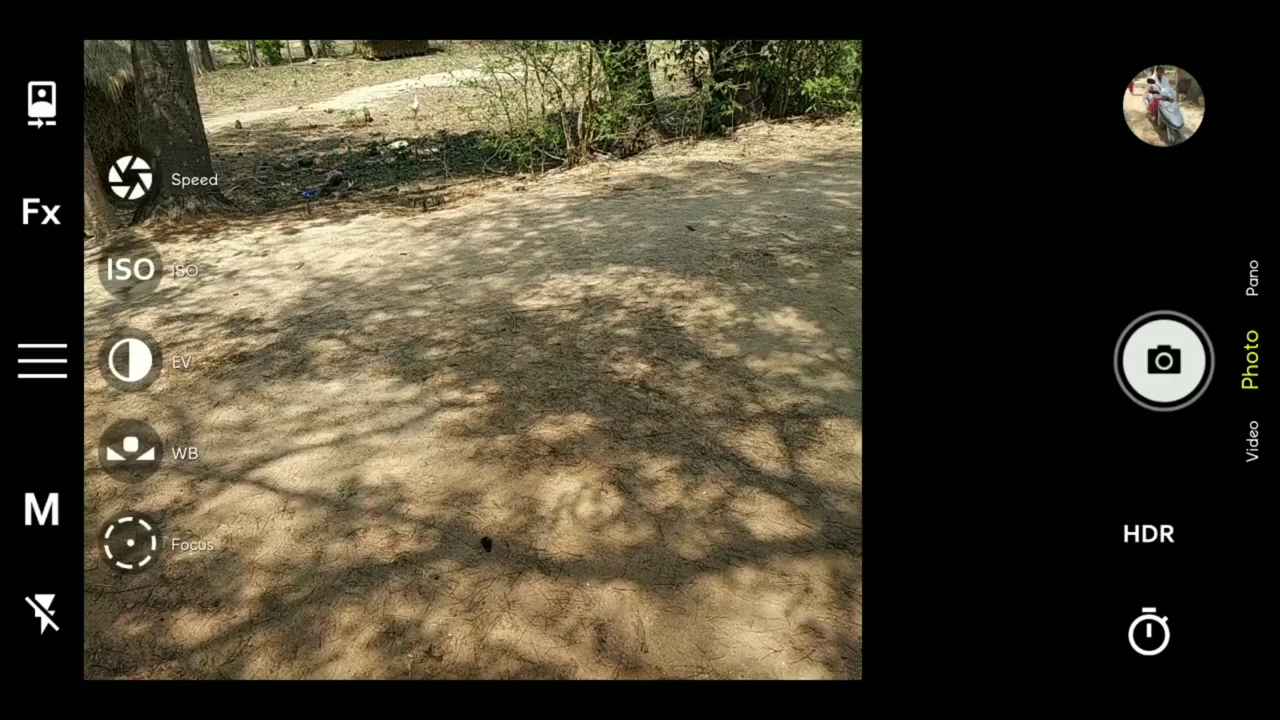 Fx
M
Speed
ISO ISO
EV
WB
Focus
Pano
Photo
Video
HDR